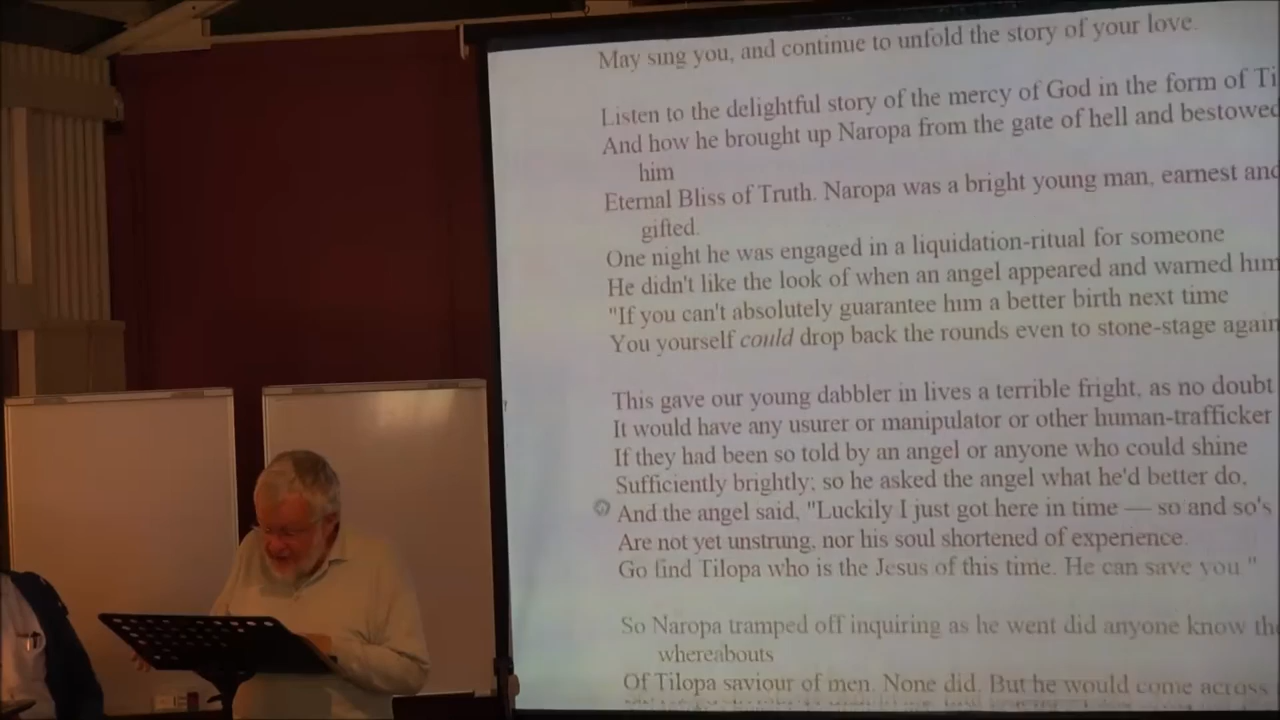 May sing you, and continue to unfold the story of your love.
Listen to the delightful story of the mercy of God in the form of Ti
And how he brought up Naropa from the gate of hell and bestowed
him
Eternal Bliss of Truth. Naropa was a bright young man, earnest and
gifted.
One night he was engaged in a liquidation-ritual for someone
He didn't like the look of when an angel appeared and warned him
"If you can't absolutely guarantee him a better birth next time
You yourself could drop back the rounds even to stone-stage again
This gave our young dabbler in lives a terrible fright, as no doubt
It would have any usurer or manipulator or other human-trafficker
If they had been so told by an angel or anyone who could shine
Sufficiently brightly; so he asked the angel what he'd better do,
And the angel said, "Luckily I just got here in time — so and so's
Are not yet unstrung, nor his soul shortened of experience.
Go find Tilopa who is the Jesus of this time. He can save you."
So Naropa tramped off inquiring as he went did anyone know the
whereabouts
Of Tilopa saviour of men. None did. But he would come across